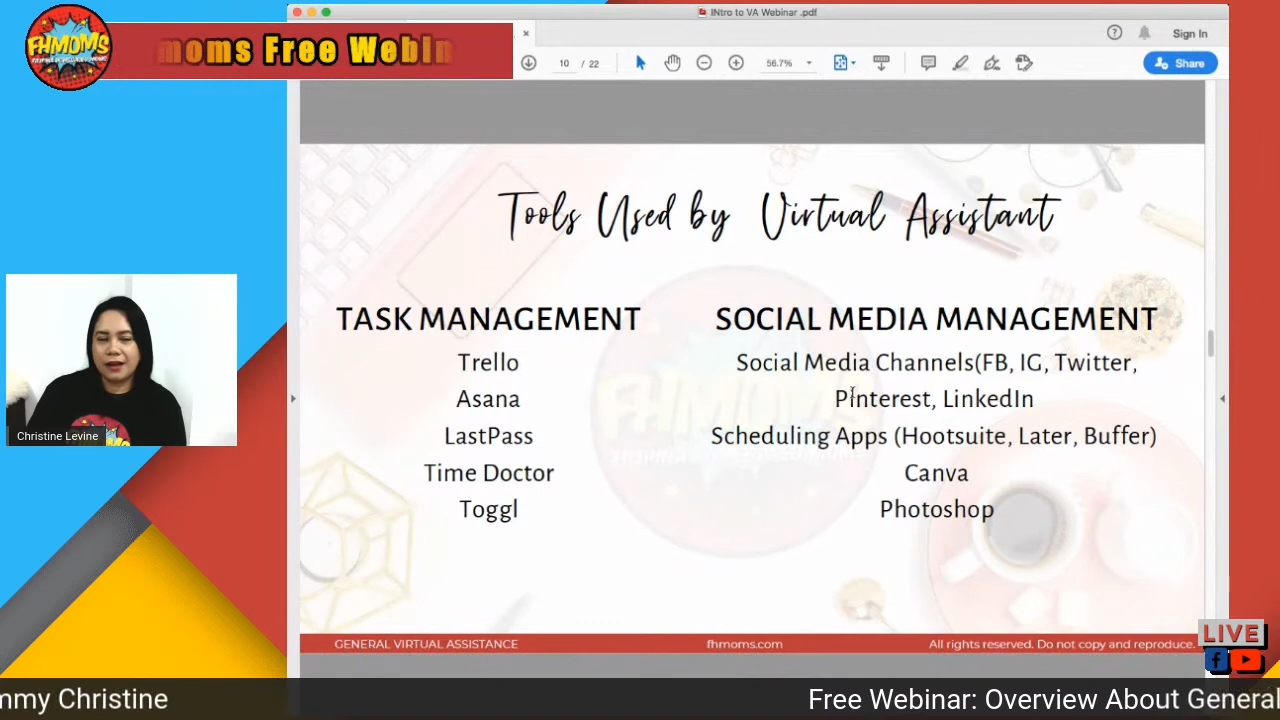 FHMOMS
moms Free Webin
INtro to VA Webinar .pdf
Sign In
10 / 22
56.7%
Share
Tools Used by Virtual Assistant
TASK MANAGEMENT
Trello
Asana
LastPass
Time Doctor
Toggl
SOCIAL MEDIA MANAGEMENT
Social Media Channels(FB, IG, Twitter,
Pinterest, LinkedIn
Scheduling Apps (Hootsuite, Later, Buffer)
Canva
Photoshop
FHMOMS
Christine Levine
GENERAL VIRTUAL ASSISTANCE
fhmoms.com
All rights reserved. Do not copy and reproduce.
LIVE
mmy Christine
Free Webinar: Overview About General